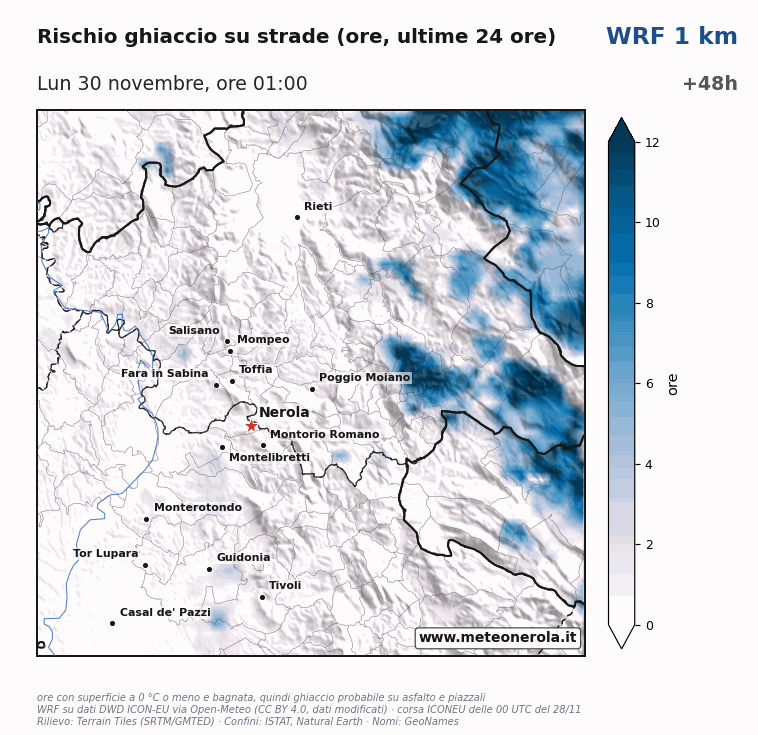 Rischio ghiaccio su strade (ore, ultime 24 ore)
WRF 1 km
Lun 30 novembre, ore 01:00
+48h
Rieti
Salisano
Mompeo
Fara in Sabina
Toffia
Poggio Moiano
Nerola
Montorio Romano
Montelibretti
Monterotondo
Tor Lupara
Guidonia
Tivoli
Casal de' Pazzi
www.meteonerola.it
12
10
8
6
4
2
0
ore
ore con superficie a 0 °C o meno e bagnata, quindi ghiaccio probabile su asfalto e piazzali
WRF su dati DWD ICON-EU via Open-Meteo (CC BY 4.0, dati modificati) · corsa ICONEU delle 00 UTC del 28/11
Rilievo: Terrain Tiles (SRTM/GMTED) · Confini: ISTAT, Natural Earth · Nomi: GeoNames